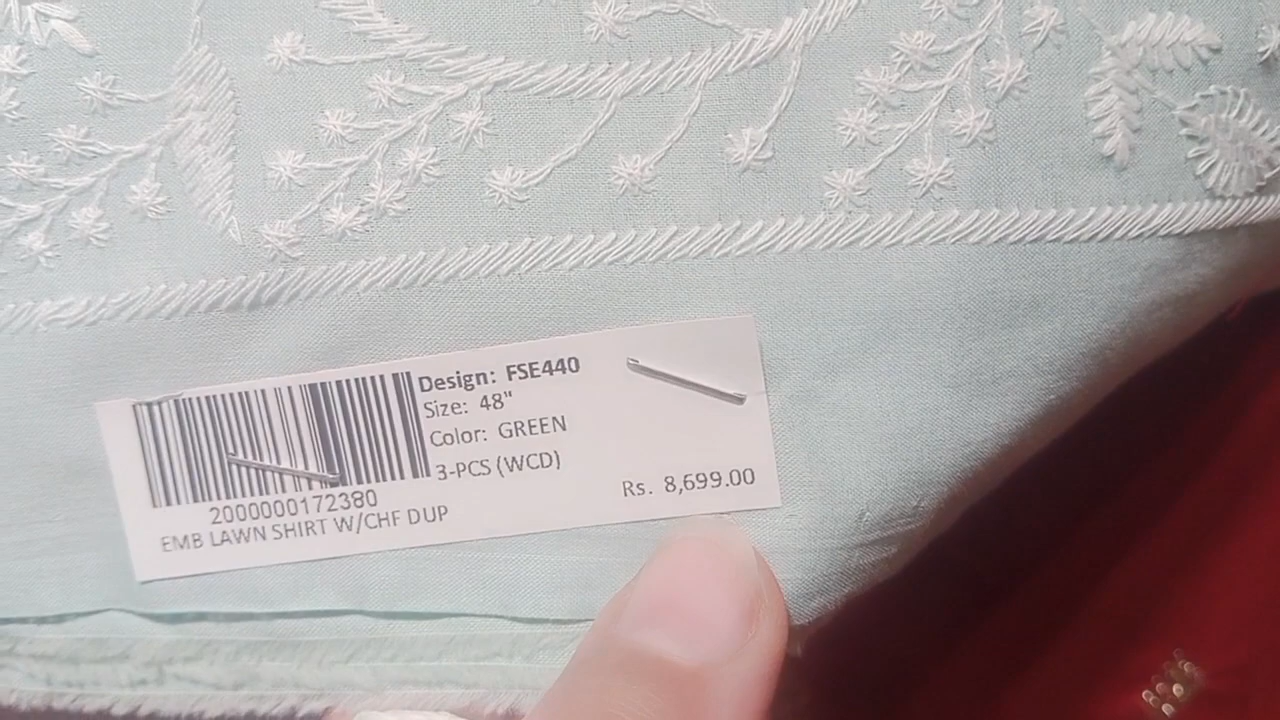 Design: FSE440
Size: 48"
Color: GREEN
3-PCS (WCD)
Rs. 8,699.00
2000000172380
EMB LAWN SHIRT W/CHF DUP